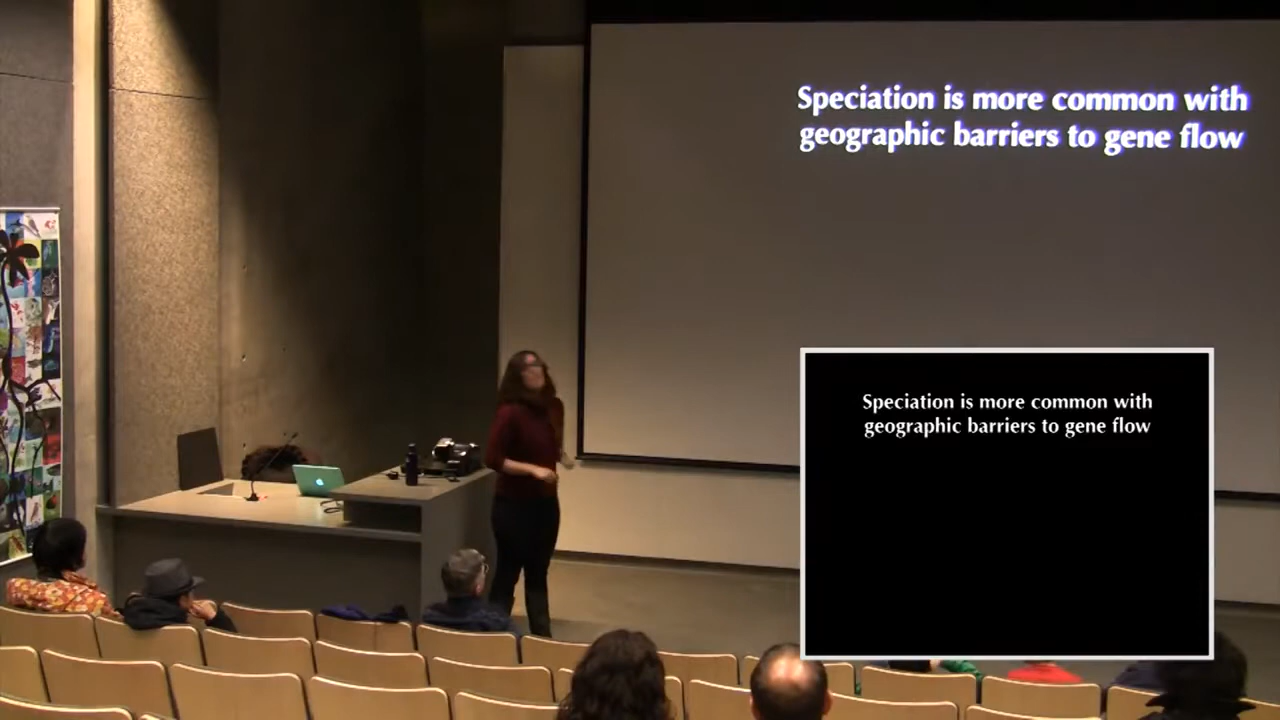 Speciation is more common with
geographic barriers to gene flow
Speciation is more common with
geographic barriers to gene flow